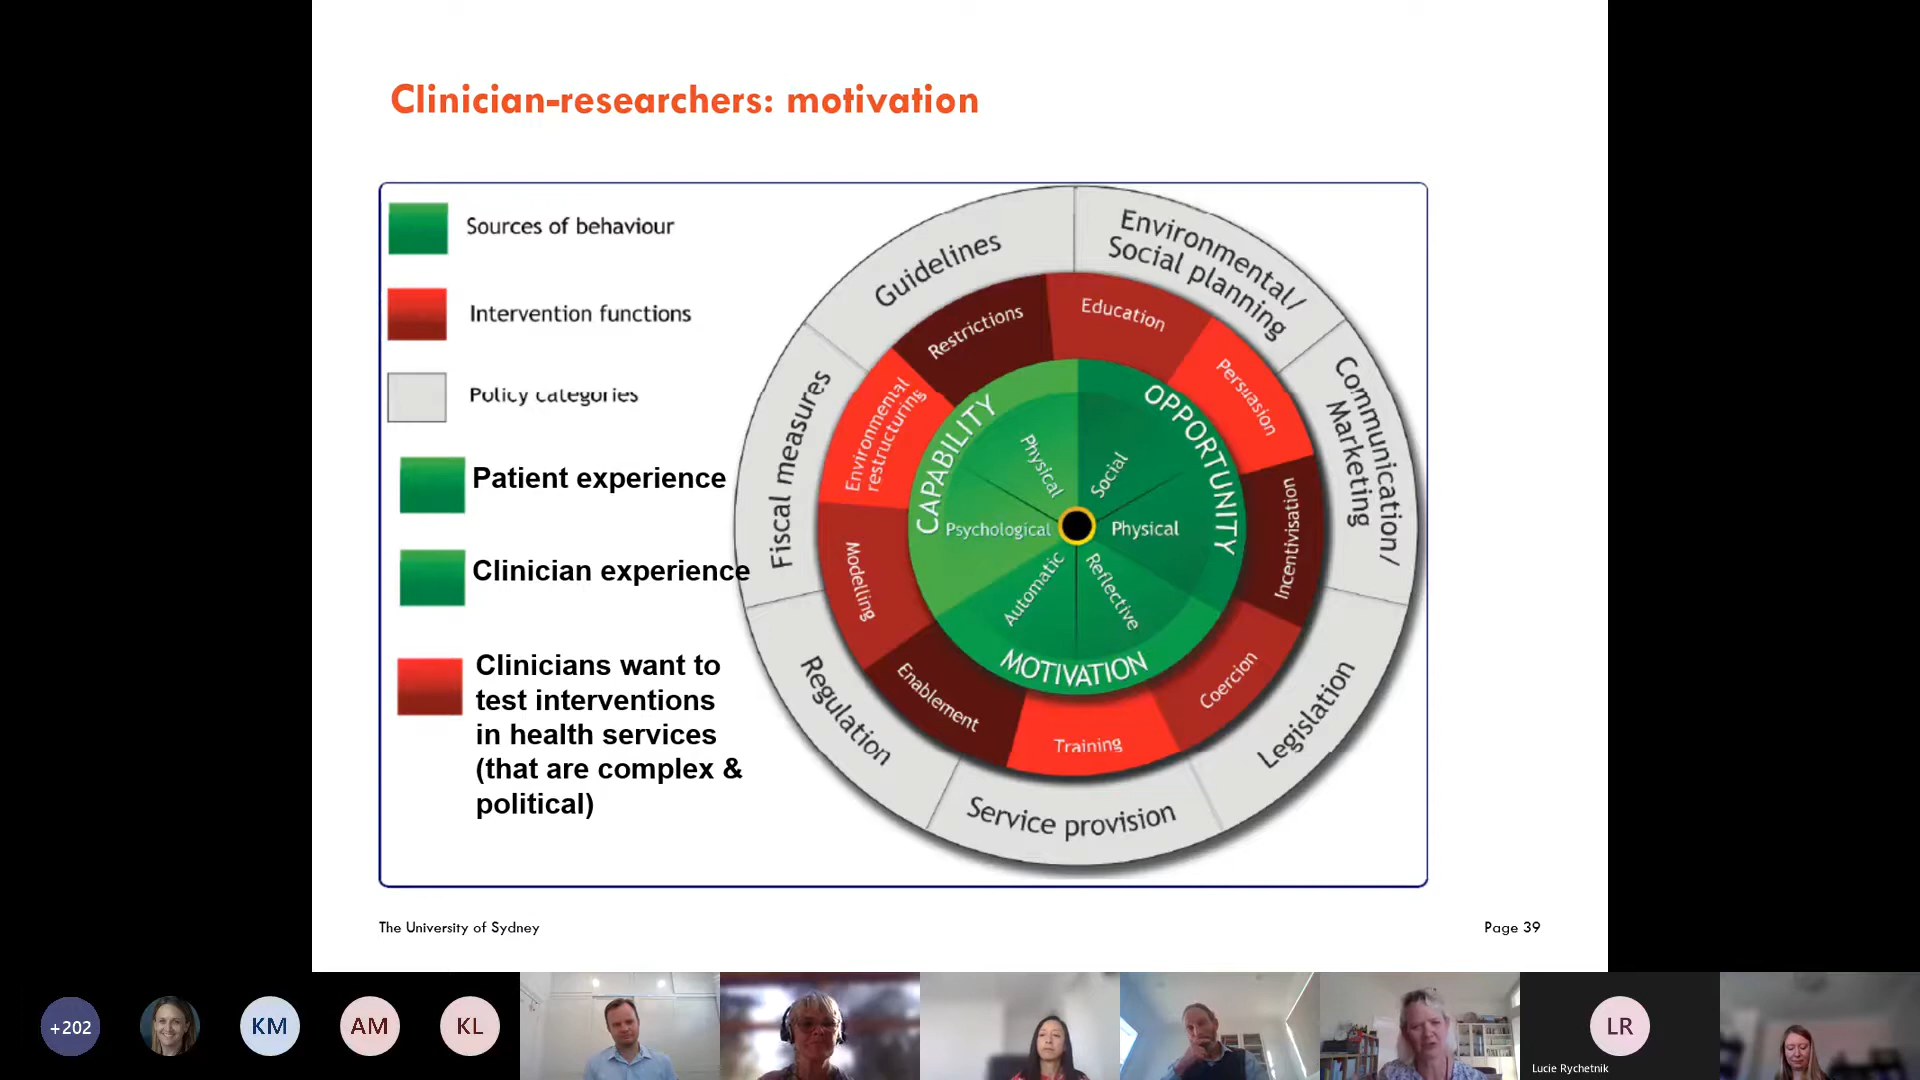 Clinician-researchers: motivation
Sources of behaviour
Intervention functions
Policy categories
Patient experience
Clinician experience
Clinicians want to
test interventions
in health services
(that are complex &
political)
Guidelines
Environmental/
Social planning
Communication/
Marketing
Legislation
Service provision
Regulation
Fiscal measures
Restrictions
Education
Persuasion
Incentivisation
Coercion
Training
Enablement
Modelling
Environmental
restructuring
CAPABILITY
OPPORTUNITY
MOTIVATION
Physical
Social
Psychological
Physical
Automatic
Reflective
The University of Sydney
Page 39
+202
KM
AM
KL
LR
Lucie Rychetnik